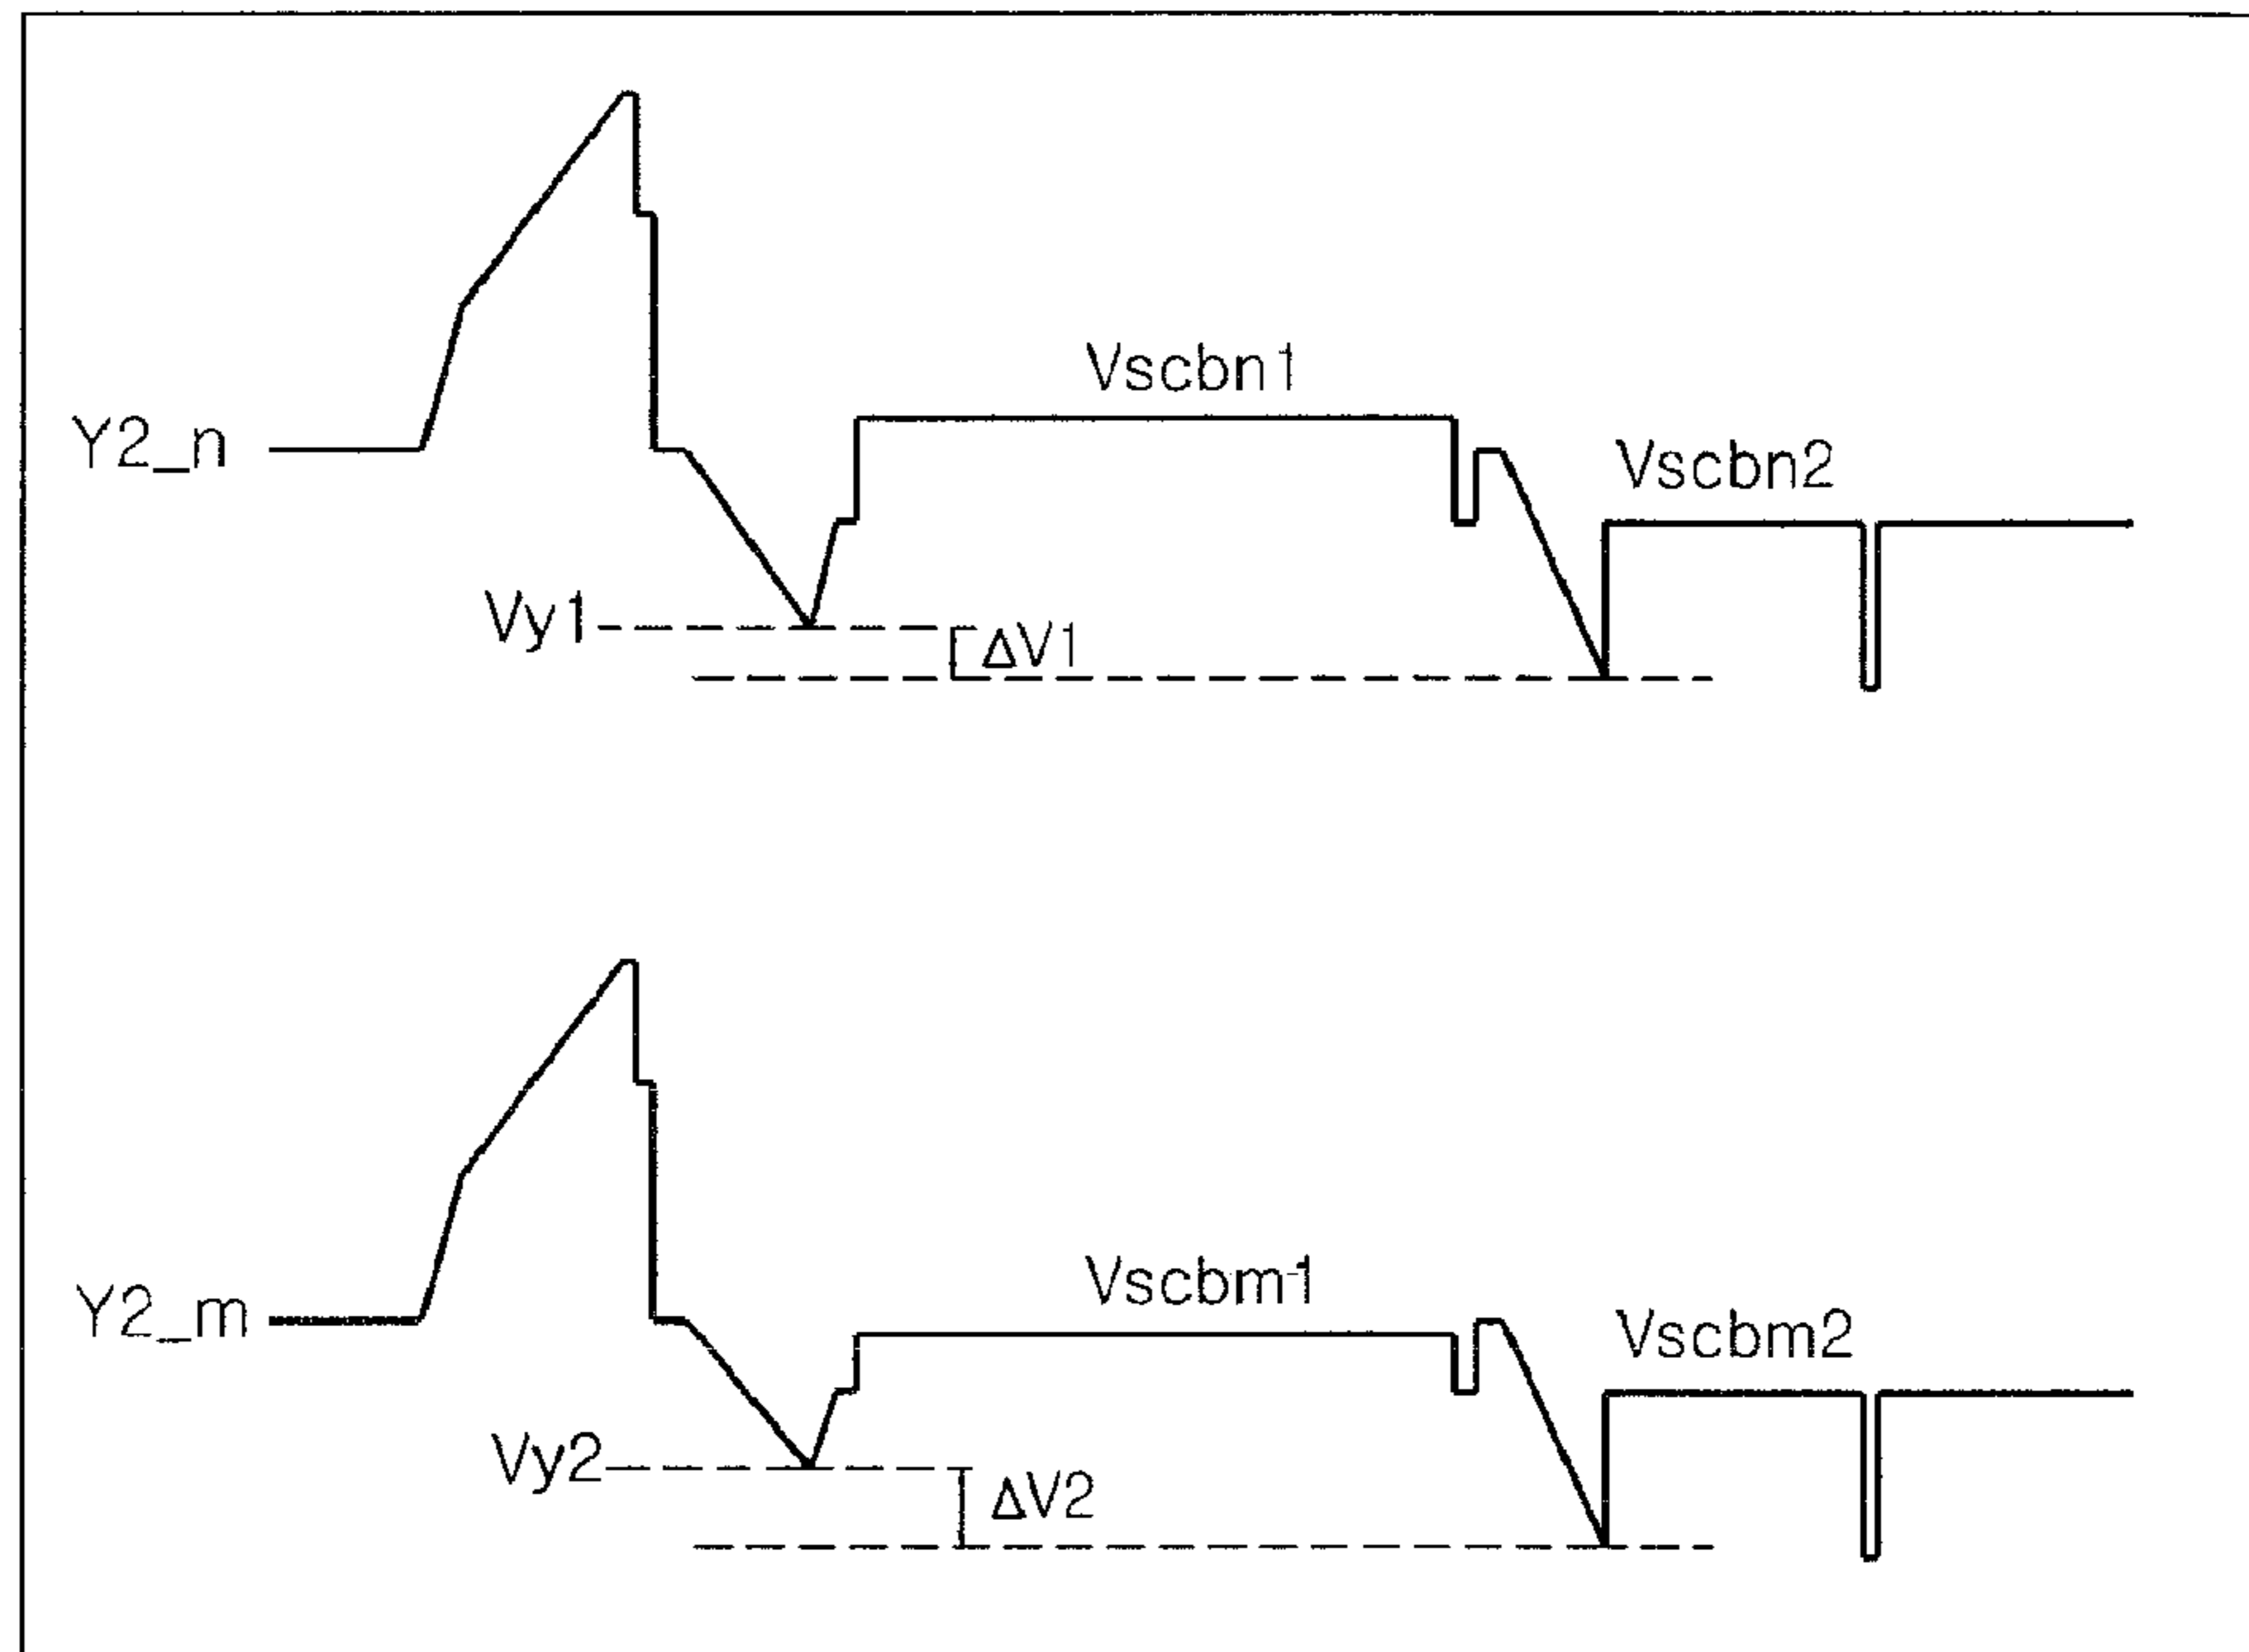 Vscbn1
Y2_n
Vscbn2
Vy1
ΔV1
Vscbm1
Y2_m
Vscbm2
Vy2
ΔV2